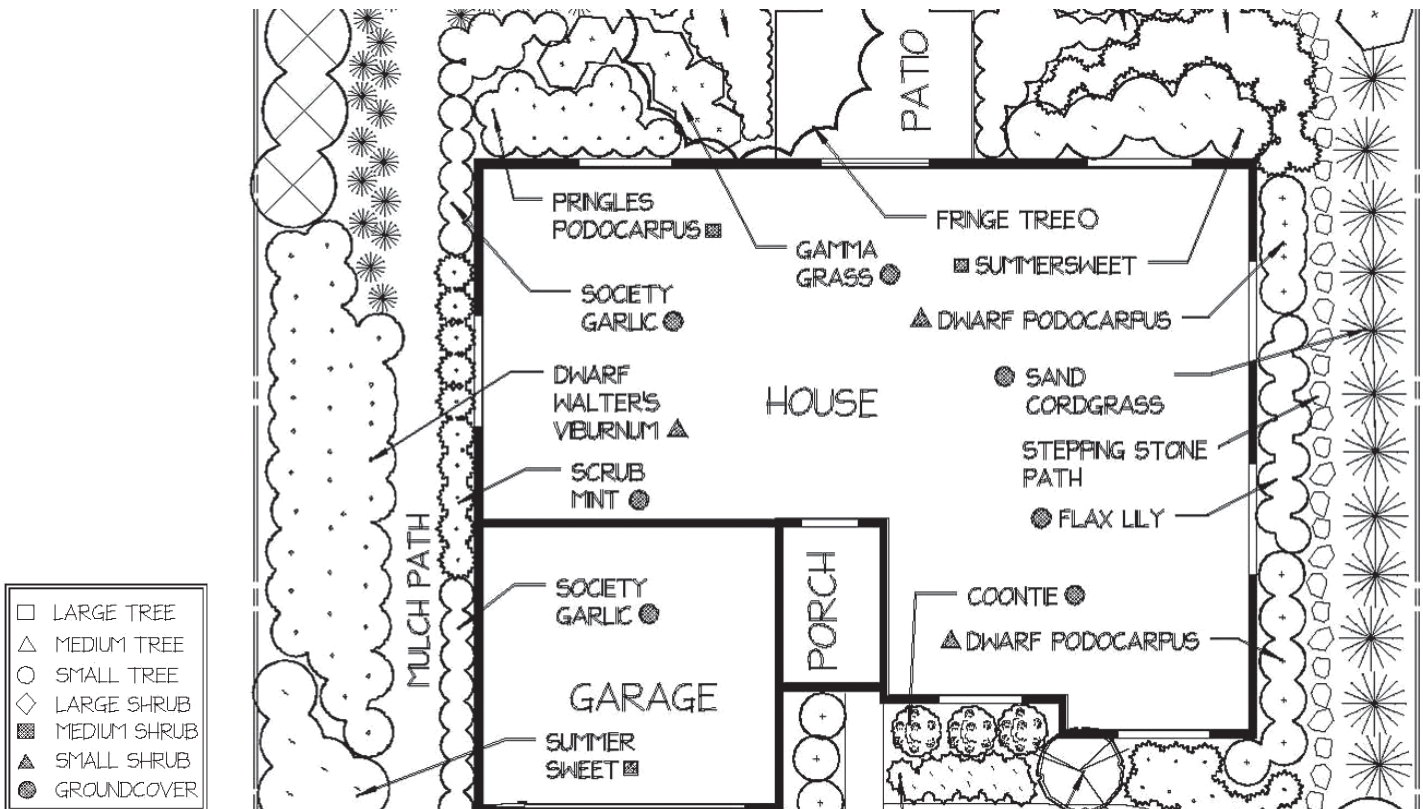 PATIO
PRINGLES
PODOCARPUS
FRINGE TREE
GAMMA
GRASS
SUMMERSWEET
SOCIETY
GARLIC
DWARF PODOCARPUS
DWARF
WALTER'S
VIBURNUM
HOUSE
SAND
CORDGRASS
STEPPING STONE
PATH
SCRUB
MINT
FLAX LILY
MULCH PATH
SOCIETY
GARLIC
PORCH
COONTIE
DWARF PODOCARPUS
GARAGE
SUMMER
SWEET
LARGE TREE
MEDIUM TREE
SMALL TREE
LARGE SHRUB
MEDIUM SHRUB
SMALL SHRUB
GROUNDCOVER